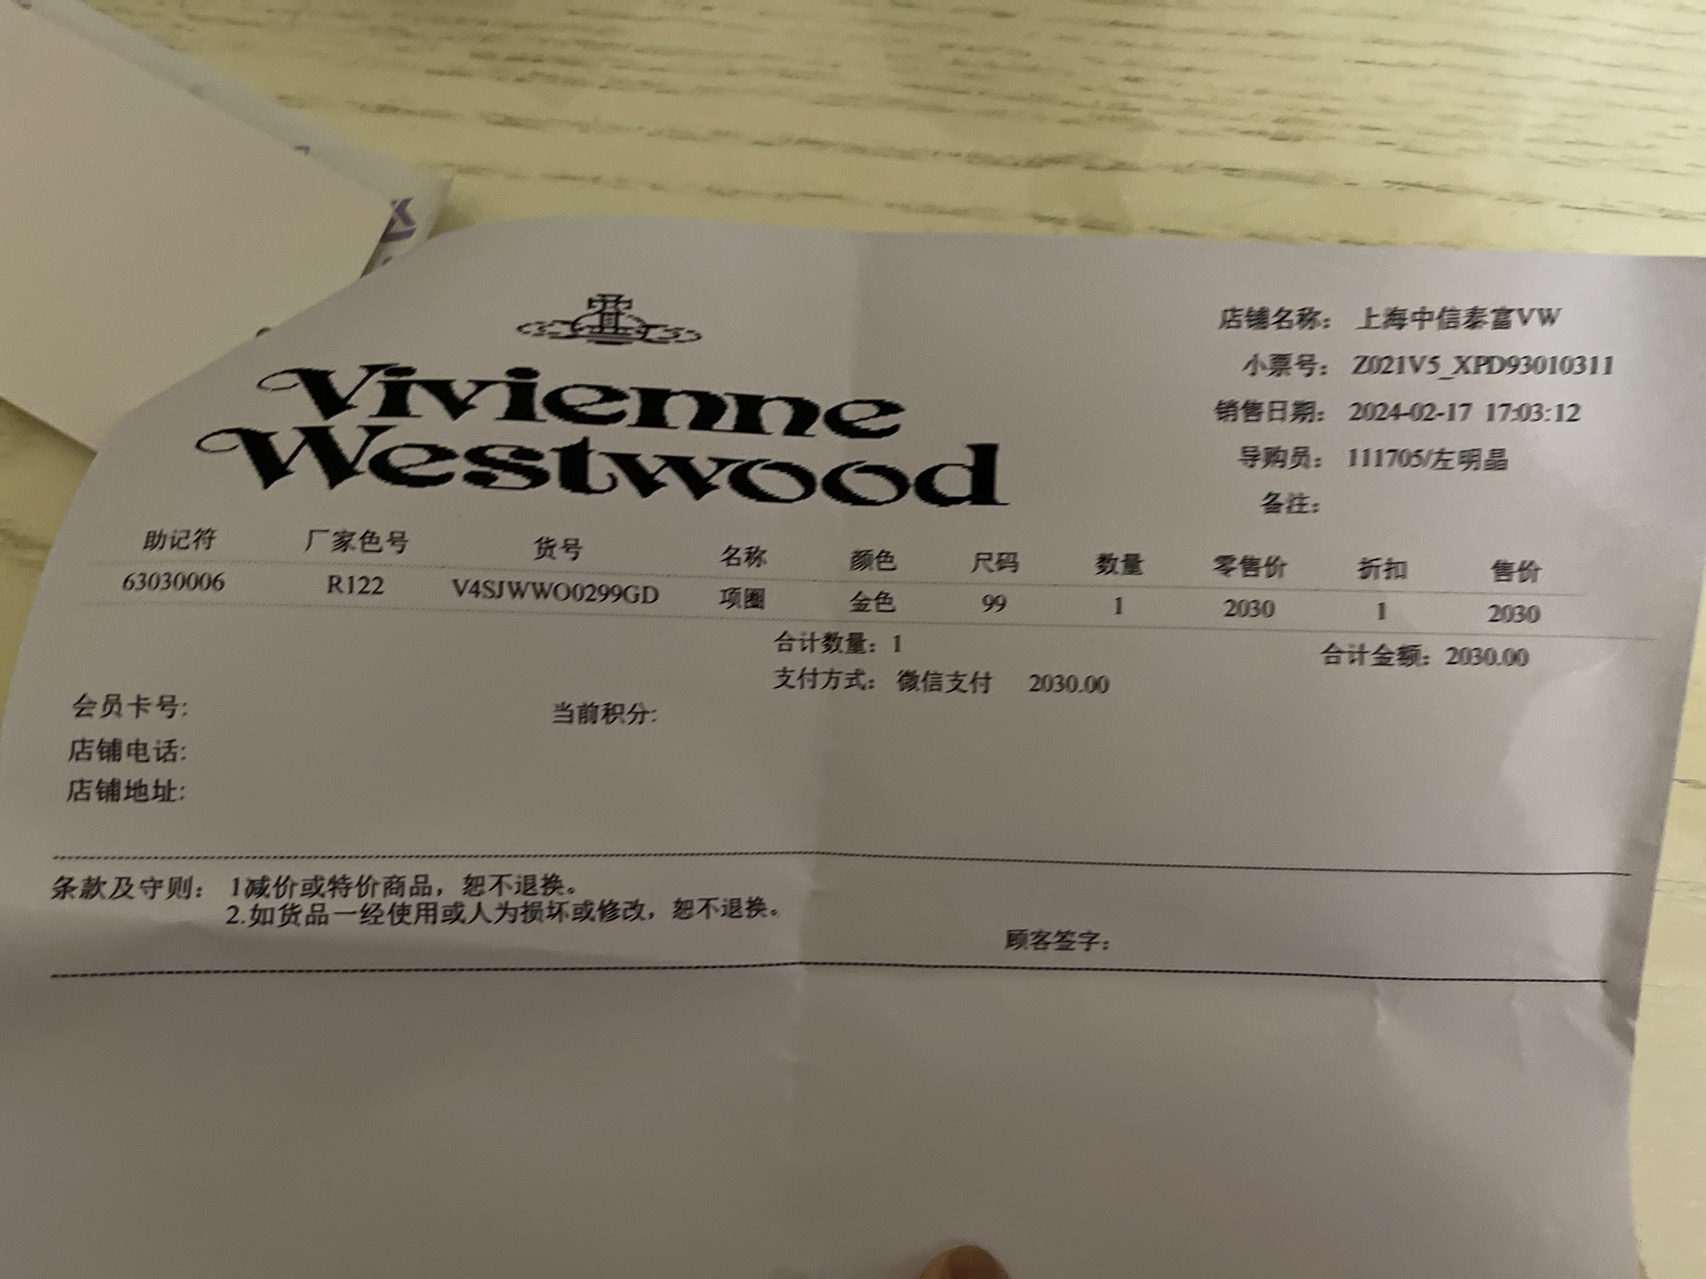 Vivienne
Westwood
店铺名称： 上海中信泰富VW
小票号： Z021V5_XPD93010311
销售日期： 2024-02-17 17:03:12
导购员： 111705/左明晶
备注：
助记符 厂家色号 货号 名称 颜色 尺码 数量 零售价 折扣 售价
63030006 R122 V4SJWWO0299GD 项圈 金色 99 1 2030 1 2030
合计数量：1 合计金额：2030.00
支付方式： 微信支付 2030.00
会员卡号: 当前积分:
店铺电话:
店铺地址:
条款及守则： 1减价或特价商品，恕不退换。
2.如货品一经使用或人为损坏或修改，恕不退换。
顾客签字：